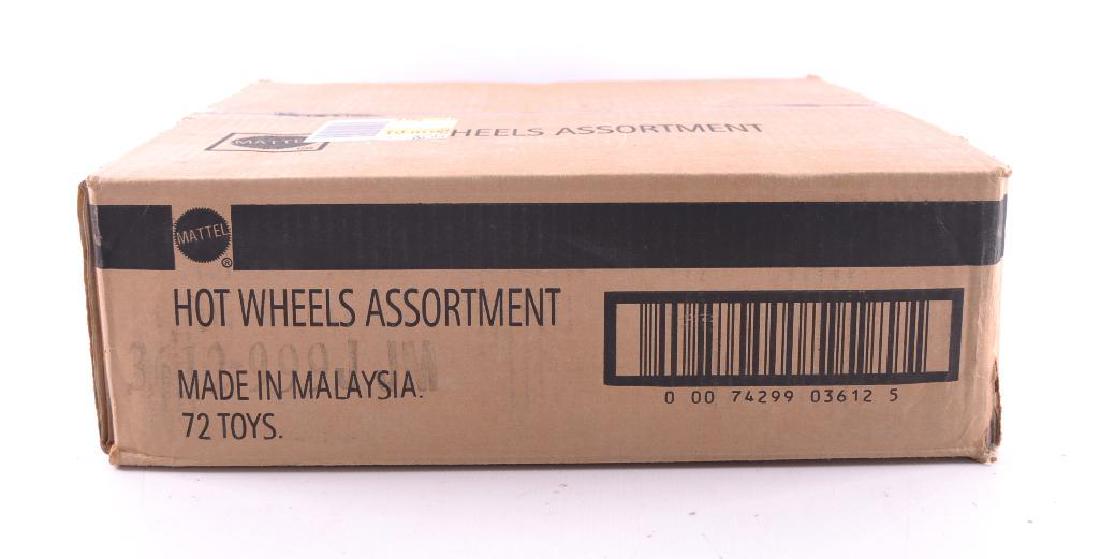 MATTEL
HEELS ASSORTMENT
MATTEL
®
HOT WHEELS ASSORTMENT
MADE IN MALAYSIA.
72 TOYS.
0 00 74299 03612 5